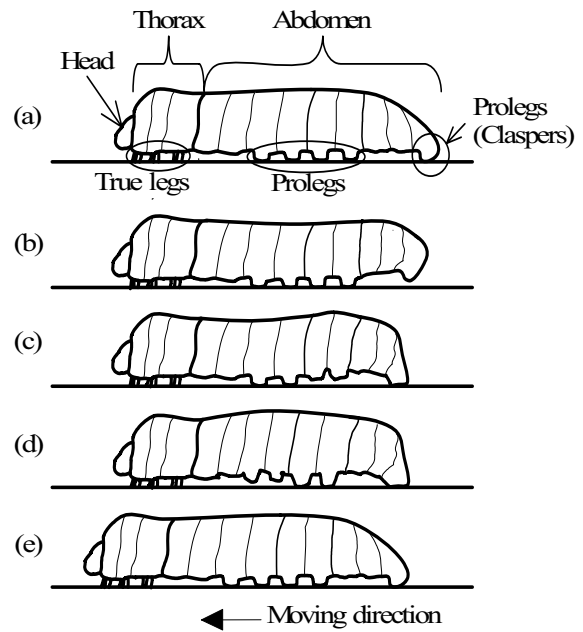 Thorax
Abdomen
Head
(a)
Prolegs
(Claspers)
True legs
Prolegs
(b)
(c)
(d)
(e)
Moving direction